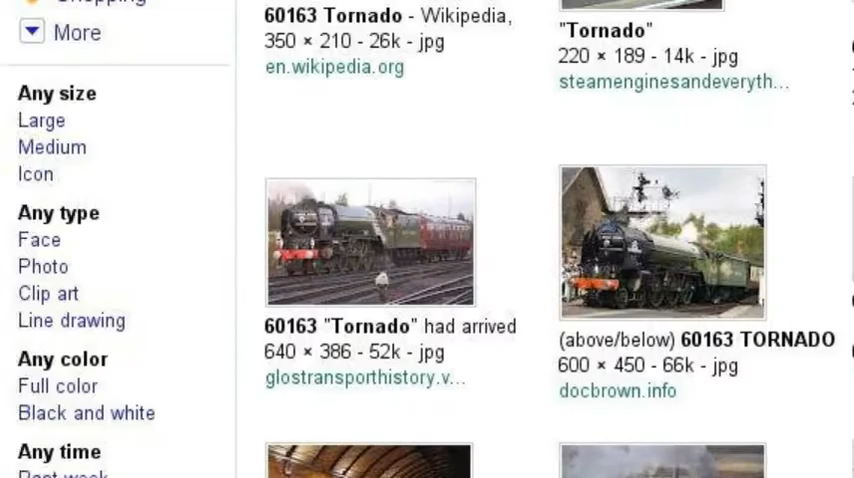 Shopping
More
Any size
Large
Medium
Icon
Any type
Face
Photo
Clip art
Line drawing
Any color
Full color
Black and white
Any time
Past week
60163 Tornado - Wikipedia,
350 × 210 - 26k - jpg
en.wikipedia.org
"Tornado"
220 × 189 - 14k - jpg
steamenginesandeveryth...
60163 "Tornado" had arrived
640 × 386 - 52k - jpg
glostransporthistory.v...
(above/below) 60163 TORNADO
600 × 450 - 66k - jpg
docbrown.info